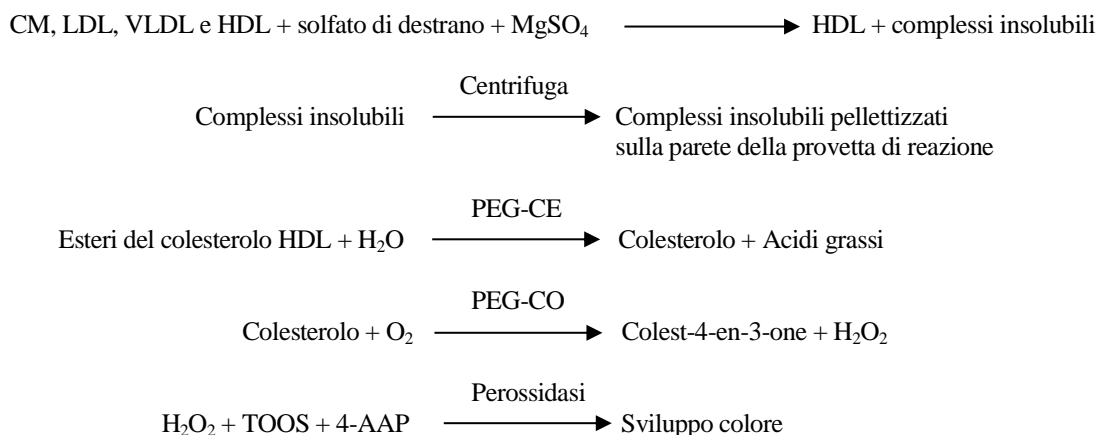 CM, LDL, VLDL e HDL + solfato di destrano + MgSO₄ ⟶ HDL + complessi insolubili
Centrifuga
Complessi insolubili ⟶ Complessi insolubili pellettizzati
sulla parete della provetta di reazione
PEG-CE
Esteri del colesterolo HDL + H₂O ⟶ Colesterolo + Acidi grassi
PEG-CO
Colesterolo + O₂ ⟶ Colest-4-en-3-one + H₂O₂
Perossidasi
H₂O₂ + TOOS + 4-AAP ⟶ Sviluppo colore